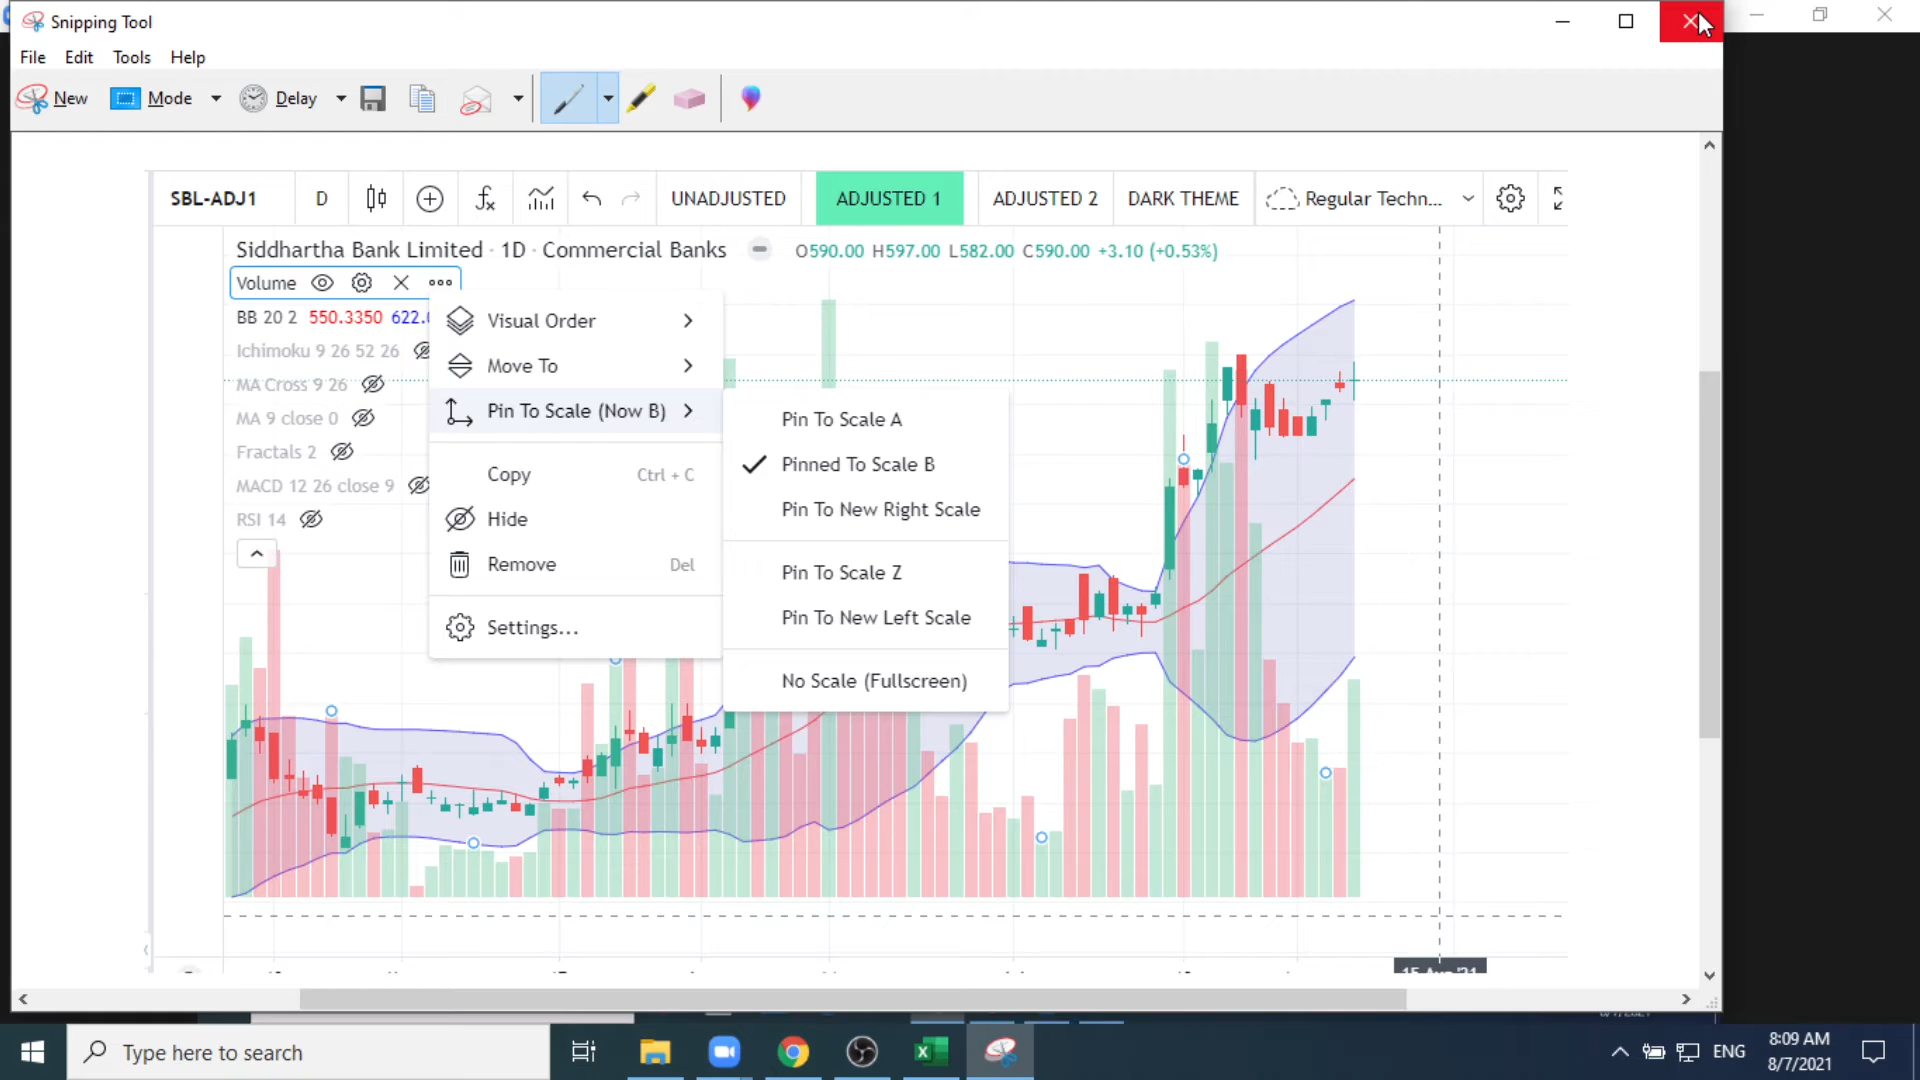 Snipping Tool
File Edit Tools Help
New Mode Delay
SBL-ADJ1 D UNADJUSTED ADJUSTED 1 ADJUSTED 2 DARK THEME Regular Techn...
Siddhartha Bank Limited · 1D · Commercial Banks O590.00 H597.00 L582.00 C590.00 +3.10 (+0.53%)
Volume
BB 20 2 550.3350 622.
Visual Order
Ichimoku 9 26 52 26
Move To
MA Cross 9 26
Pin To Scale (Now B)
MA 9 close 0
Pin To Scale A
Fractals 2
Pinned To Scale B
Copy Ctrl + C
MACD 12 26 close 9
Pin To New Right Scale
RSI 14
Hide
Remove Del
Pin To Scale Z
Pin To New Left Scale
Settings...
No Scale (Fullscreen)
15 Aug '21
Type here to search
ENG
8:09 AM
8/7/2021